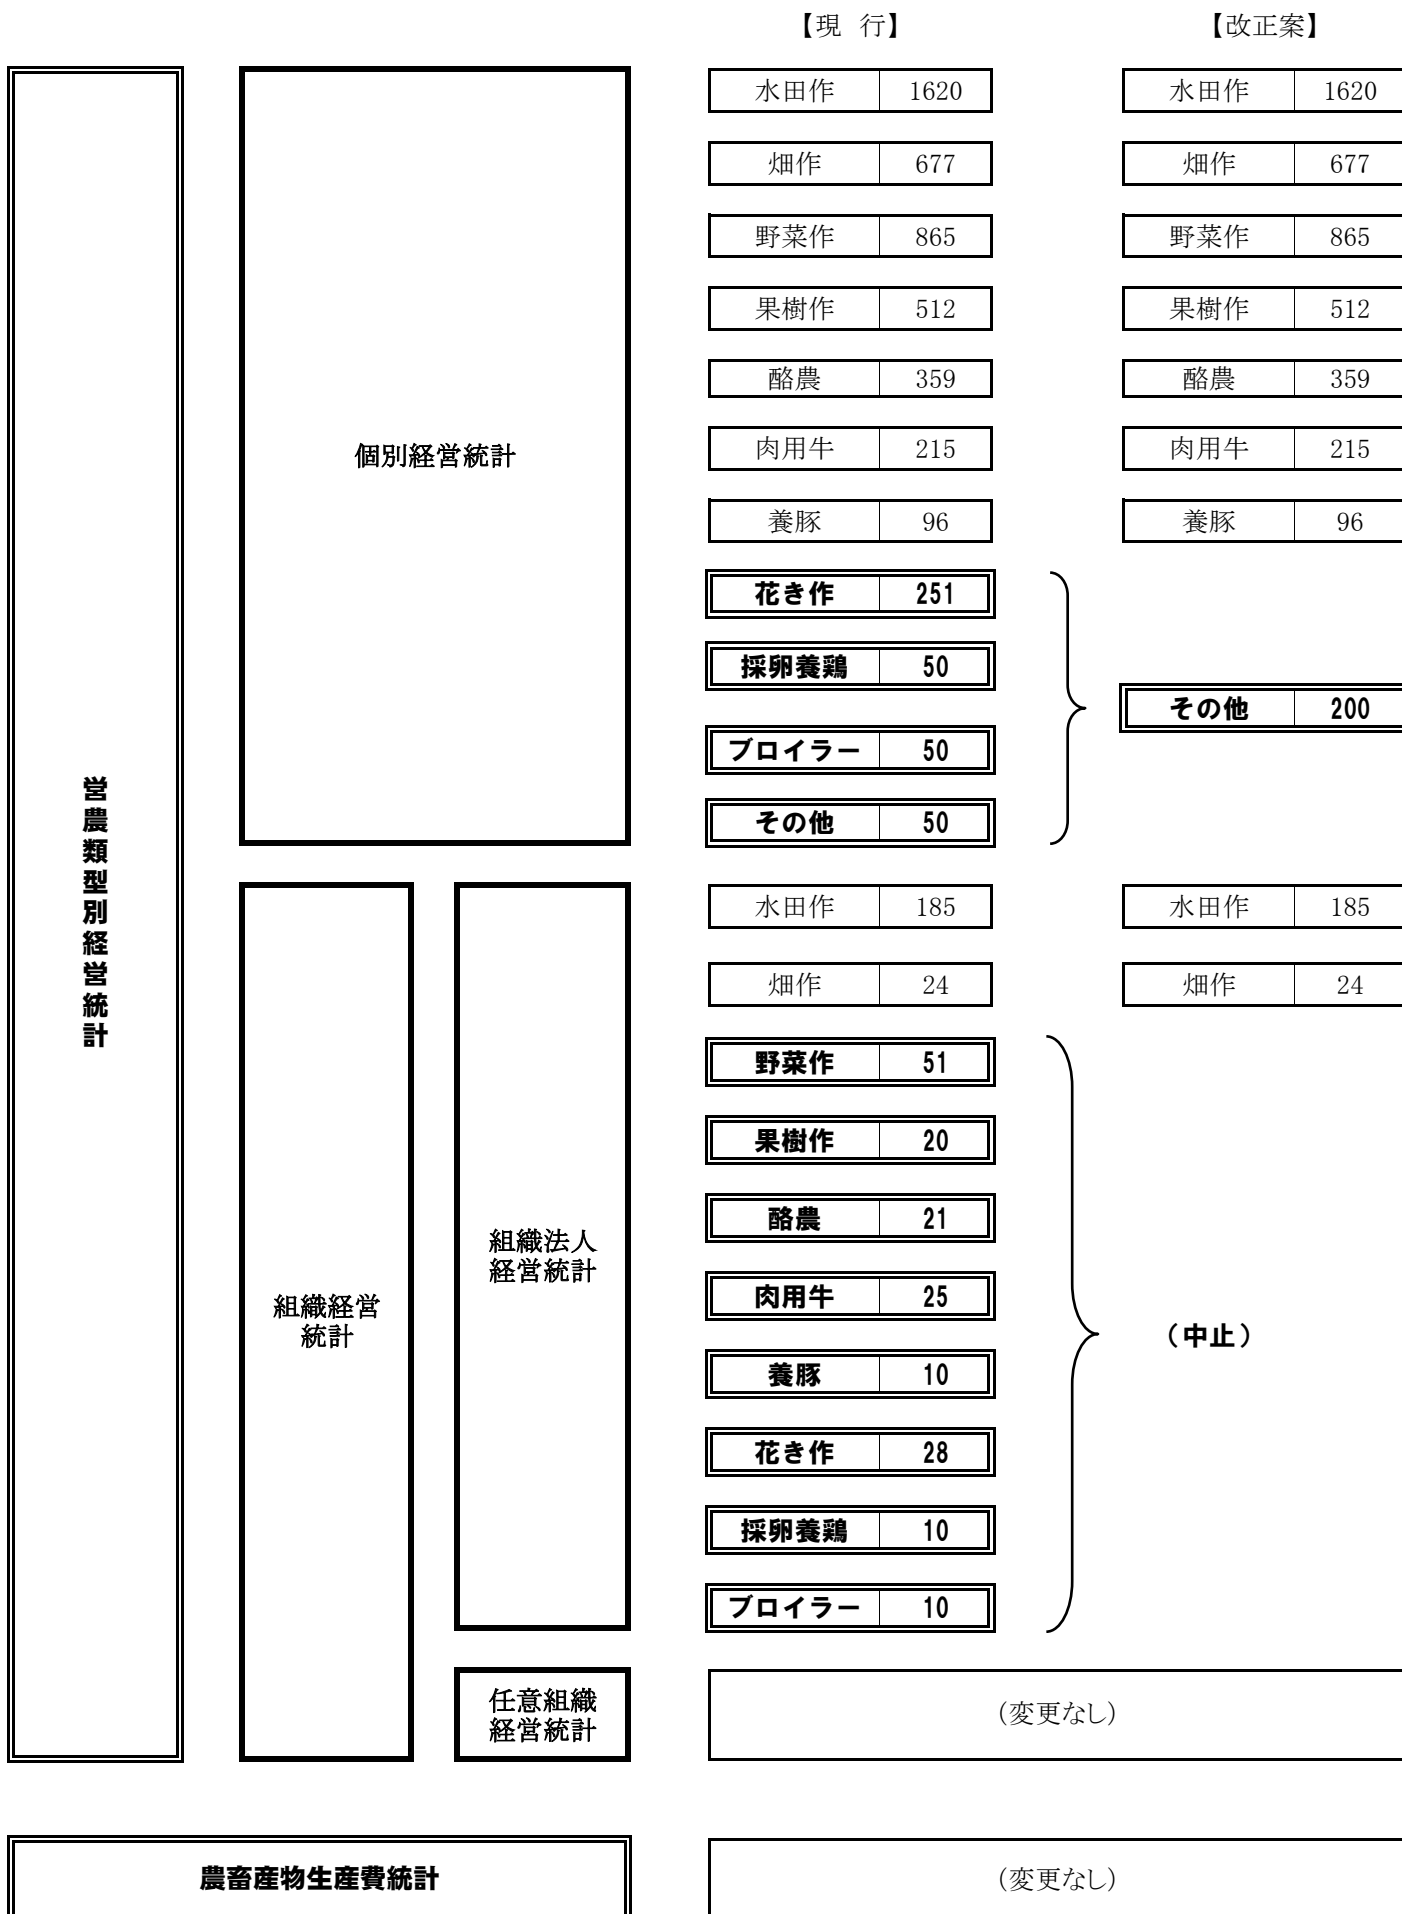 【現 行】 【改正案】
水田作 1620 水田作 1620
畑作 677 畑作 677
野菜作 865 野菜作 865
果樹作 512 果樹作 512
酪農 359 酪農 359
個別経営統計
肉用牛 215 肉用牛 215
養豚 96 養豚 96
花き作 251
採卵養鶏 50
その他 200
ブロイラー 50
その他 50
営農類型別経営統計
水田作 185 水田作 185
畑作 24 畑作 24
野菜作 51
果樹作 20
酪農 21
組織法人
経営統計
肉用牛 25
組織経営
統計
（中止）
養豚 10
花き作 28
採卵養鶏 10
ブロイラー 10
任意組織
経営統計
（変更なし）
農畜産物生産費統計
（変更なし）